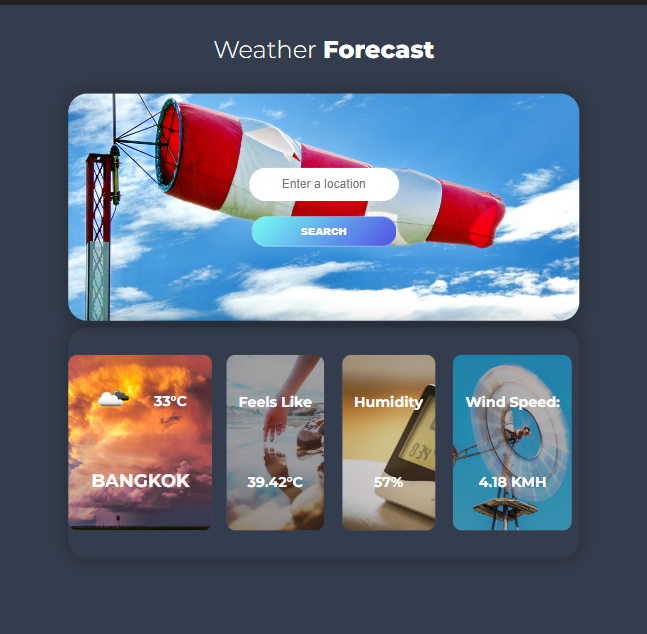 Weather Forecast
Enter a location
SEARCH
33°C
BANGKOK
Feels Like
39.42°C
Humidity
57%
Wind Speed:
4.18 KMH